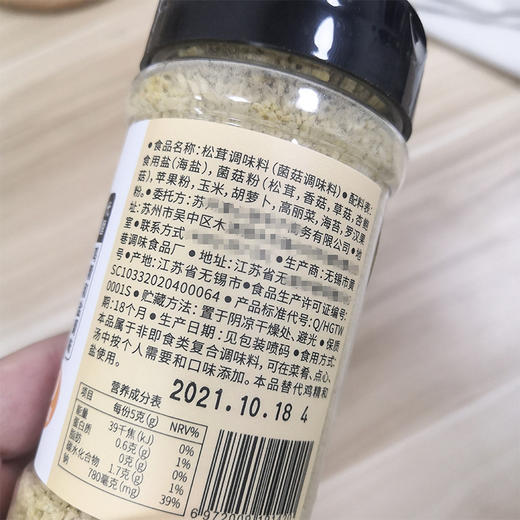 •食品名称:松茸调味料(菌菇调味料)•配料表:
食用盐(海盐),菌菇粉(松茸,香菇,草菇,杏鲍
菇),苹果粉,玉米,胡萝卜,高丽菜,海苔,罗汉果
粉。•委托方:苏 商务有限公司•地
址:苏州市吴中区木
室•联系方式 •生产商:无锡市黄
巷调味食品厂 •地址:江苏省无
号•产地:江苏省无锡市•食品生产许可证编号:
SC10332020400064•产品标准代号:Q/HGTW
0001S•贮藏方法:置于阴凉干燥处、避光•保质
期:18个月•生产日期:见包装喷码•食用方式:
本品属于非即食类复合调味料,可在菜肴、点心、
汤中按个人需要和口味添加。本品替代鸡精和
盐使用。
营养成分表
项目 每份5(g) NRV%
能量 39千焦(kJ) 0%
蛋白质 0.6克(g) 1%
脂肪 0克(g) 0%
碳水化合物 1.7克(g) 1%
钠 780毫克(mg) 39%
2021.10.18 4